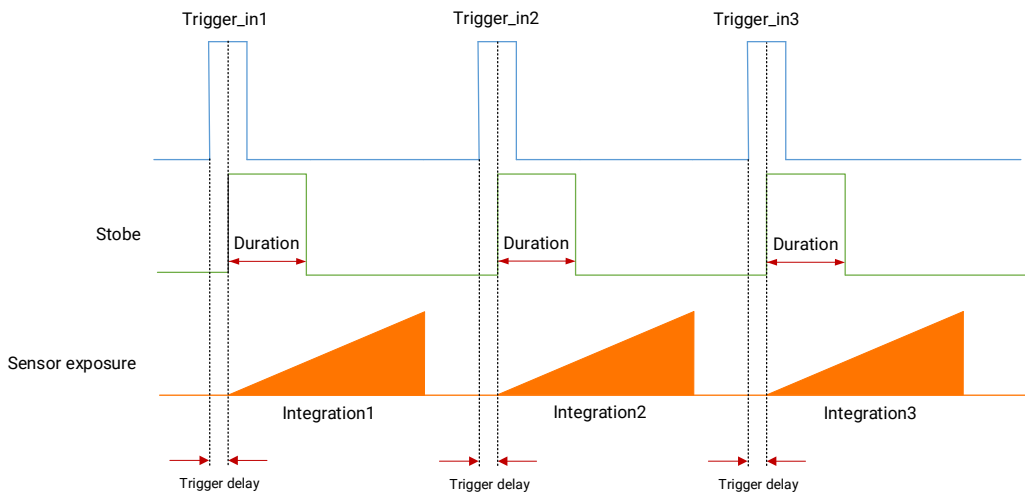 Trigger_in1
Trigger_in2
Trigger_in3
Stobe
Duration
Duration
Duration
Sensor exposure
Integration1
Integration2
Integration3
Trigger delay
Trigger delay
Trigger delay